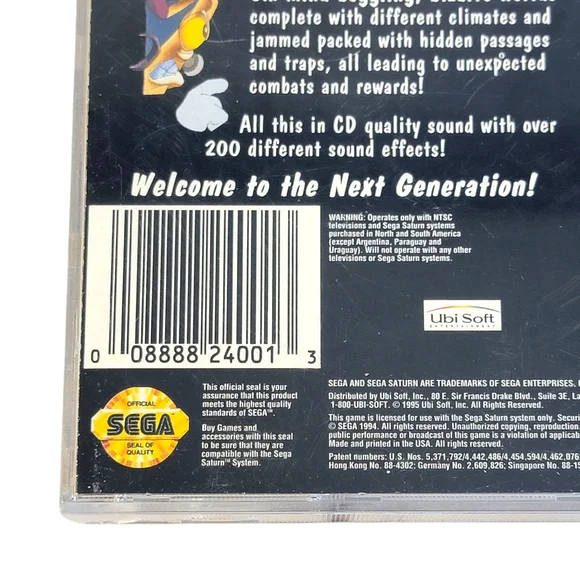 complete with different climates and
jammed packed with hidden passages
and traps, all leading to unexpected
combats and rewards!
All this in CD quality sound with over
200 different sound effects!
Welcome to the Next Generation!
WARNING: Operates only with NTSC
televisions and Sega Saturn systems
purchased in North and South America
(except Argentina, Paraguay and
Uraguay). Will not operate with any other
televisions or Sega Saturn systems.
Ubi Soft
ENTERTAINMENT
0 08888 24001 3
OFFICIAL
SEGA
SEAL OF
QUALITY
This official seal is your
assurance that this product
meets the highest quality
standards of SEGA™.
Buy Games and
accessories with this seal
to be sure that they are
compatible with the Sega
Saturn™ System.
SEGA AND SEGA SATURN ARE TRADEMARKS OF SEGA ENTERPRISES,
Distributed by Ubi Soft, Inc., 80 E. Sir Francis Drake Blvd., Suite 3E, La
1-800-UBI-SOFT. © 1995 Ubi Soft, Inc. All Rights Reserved.
This game is licensed for use with the Sega Saturn system only. Securi
© SEGA 1994. All rights reserved. Unauthorized copying, reproduction,
public performance or broadcast of this game is a violation of applicab
Made and printed in the USA. All rights reserved.
Patent numbers: U.S. Nos. 5,371,792/4,442,486/4,454,594/4,462,076
Hong Kong No. 88-4302; Germany No. 2,609,826; Singapore No. 88-15